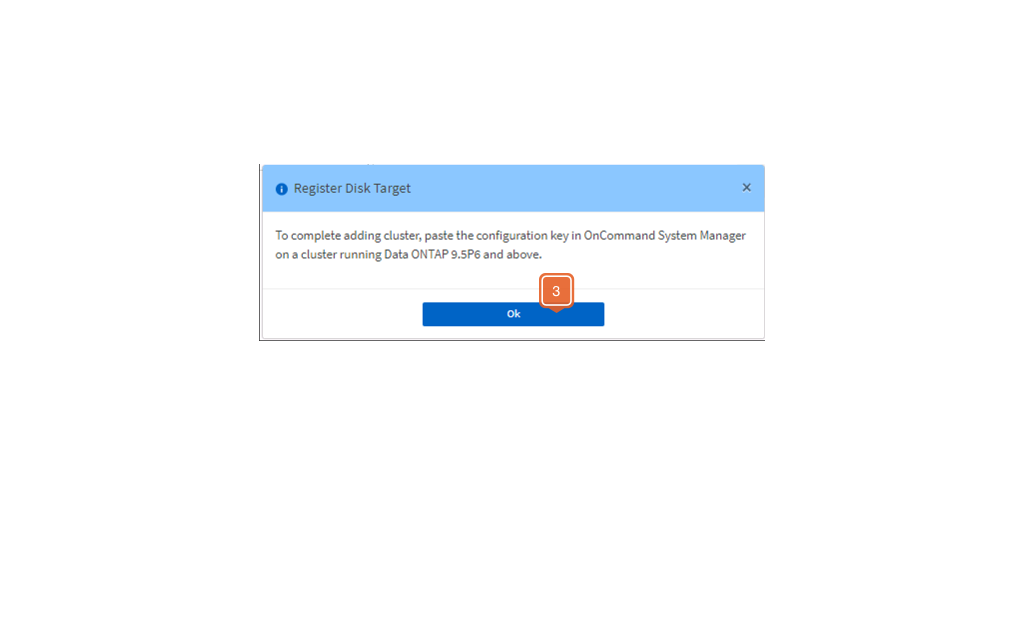 Register Disk Target ×
To complete adding cluster, paste the configuration key in OnCommand System Manager
on a cluster running Data ONTAP 9.5P6 and above.
3
Ok